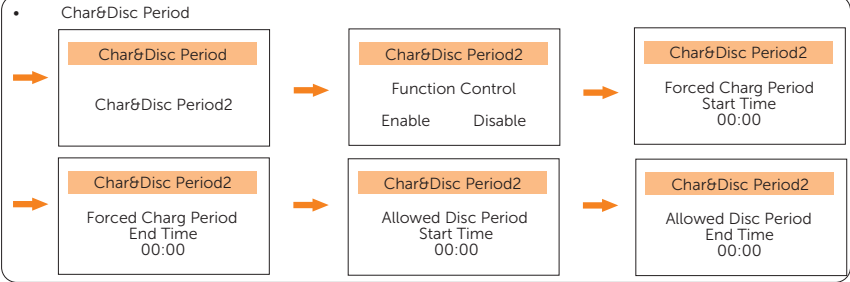 • Char&Disc Period
Char&Disc Period
Char&Disc Period2
Char&Disc Period2
Function Control
Enable Disable
Char&Disc Period2
Forced Charg Period
Start Time
00:00
Char&Disc Period2
Forced Charg Period
End Time
00:00
Char&Disc Period2
Allowed Disc Period
Start Time
00:00
Char&Disc Period2
Allowed Disc Period
End Time
00:00